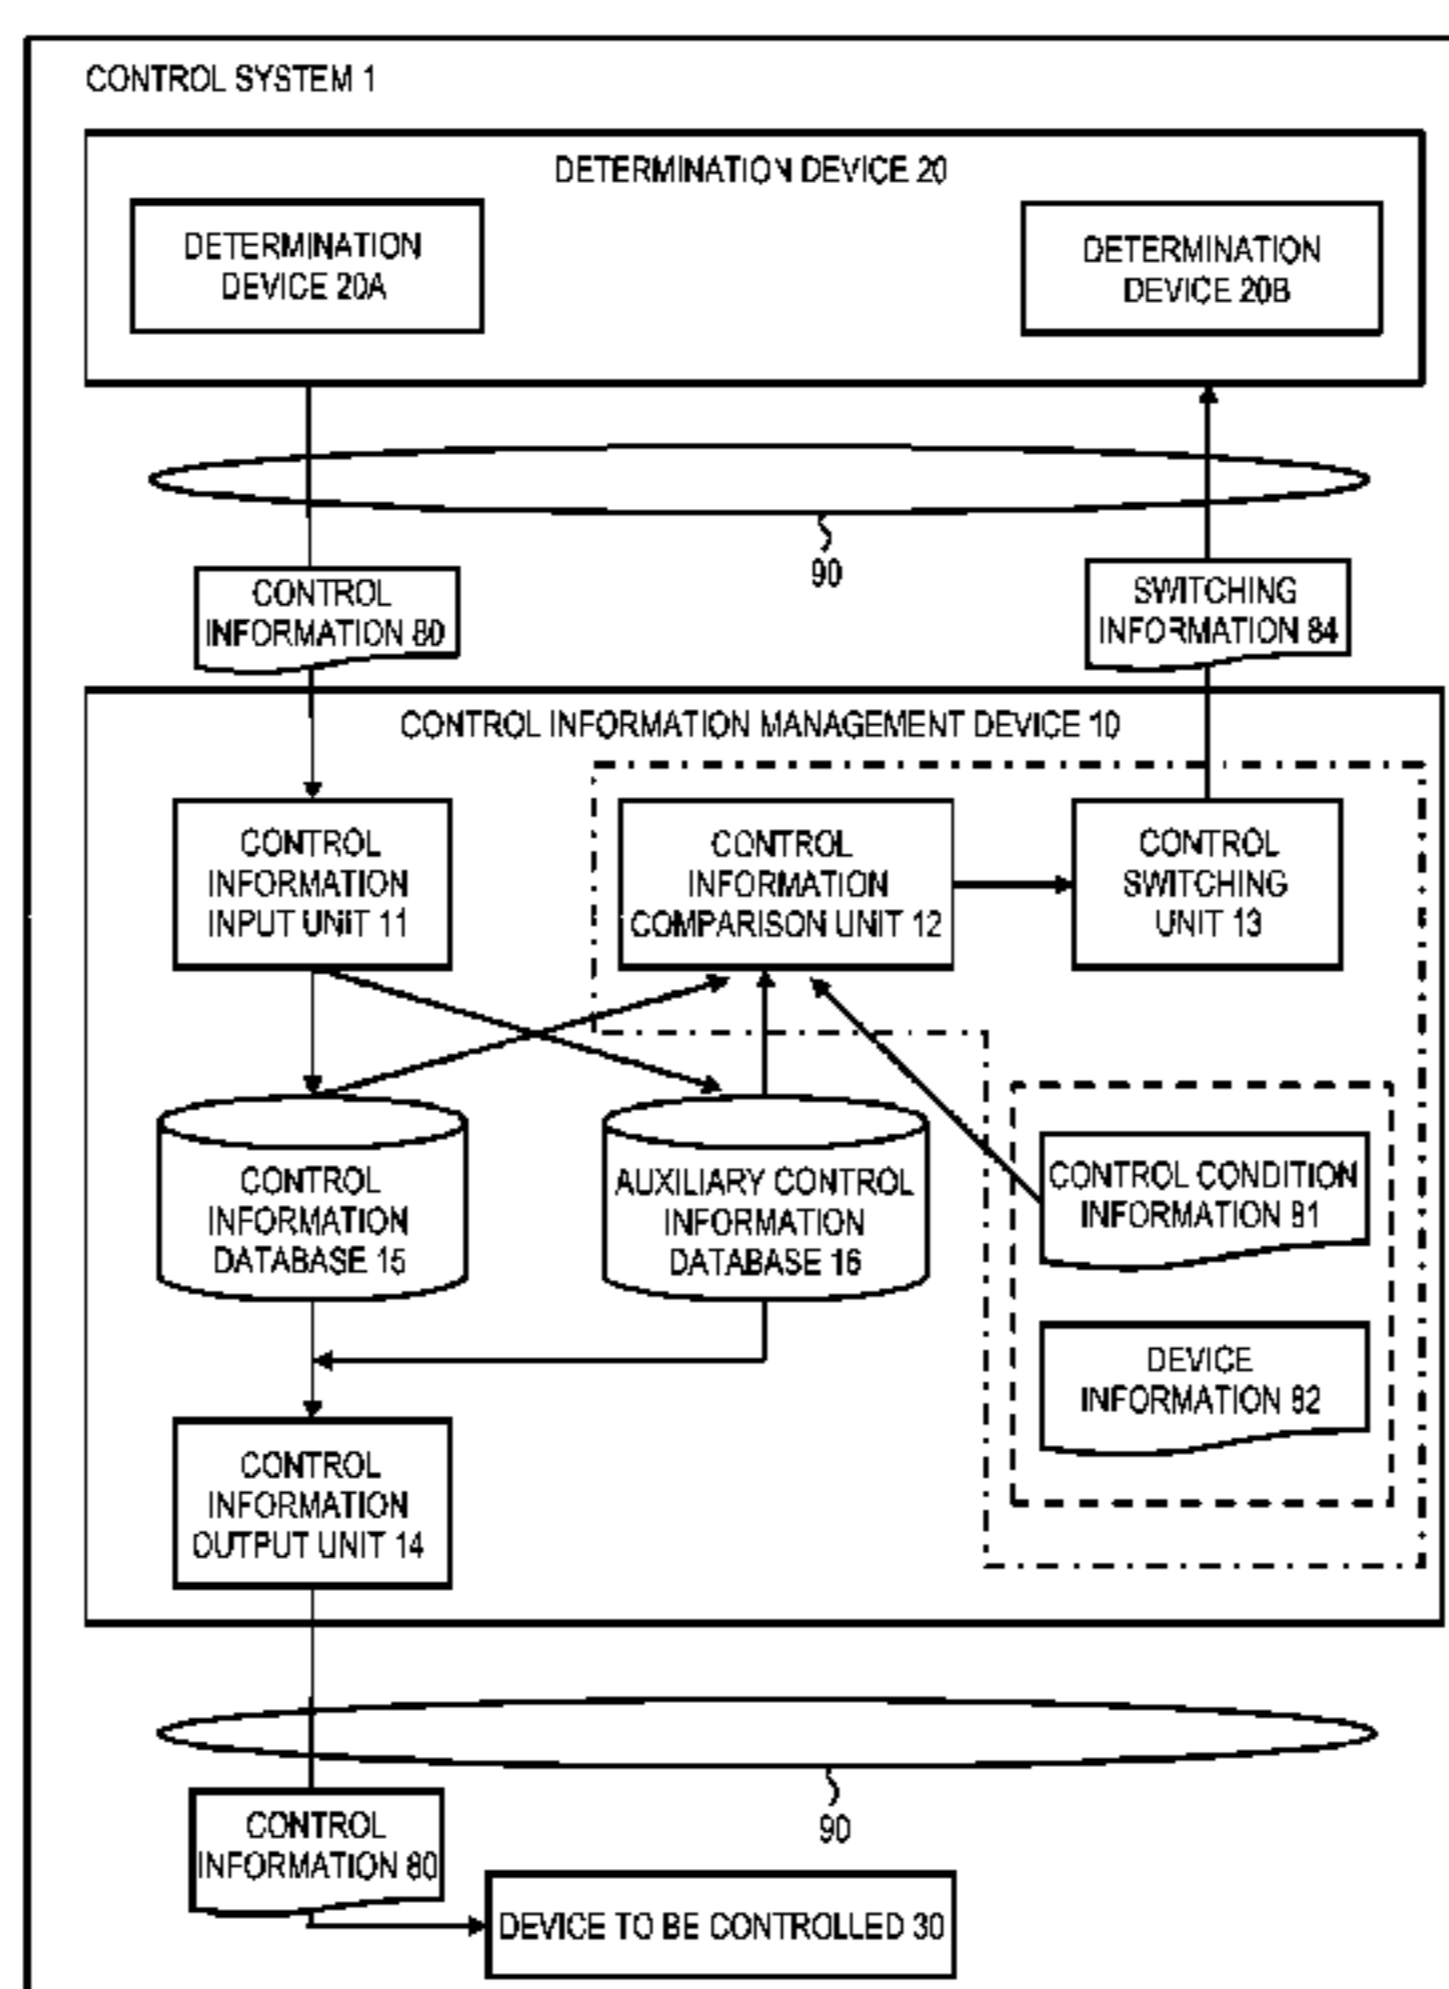 CONTROL SYSTEM 1
DETERMINATION DEVICE 20
DETERMINATION
DEVICE 20A
DETERMINATION
DEVICE 20B
90
CONTROL
INFORMATION 80
SWITCHING
INFORMATION 84
CONTROL INFORMATION MANAGEMENT DEVICE 10
CONTROL
INFORMATION
INPUT UNIT 11
CONTROL
INFORMATION
COMPARISON UNIT 12
CONTROL
SWITCHING
UNIT 13
CONTROL
INFORMATION
DATABASE 15
AUXILIARY CONTROL
INFORMATION
DATABASE 16
CONTROL CONDITION
INFORMATION 81
DEVICE
INFORMATION 82
CONTROL
INFORMATION
OUTPUT UNIT 14
90
CONTROL
INFORMATION 80
DEVICE TO BE CONTROLLED 30